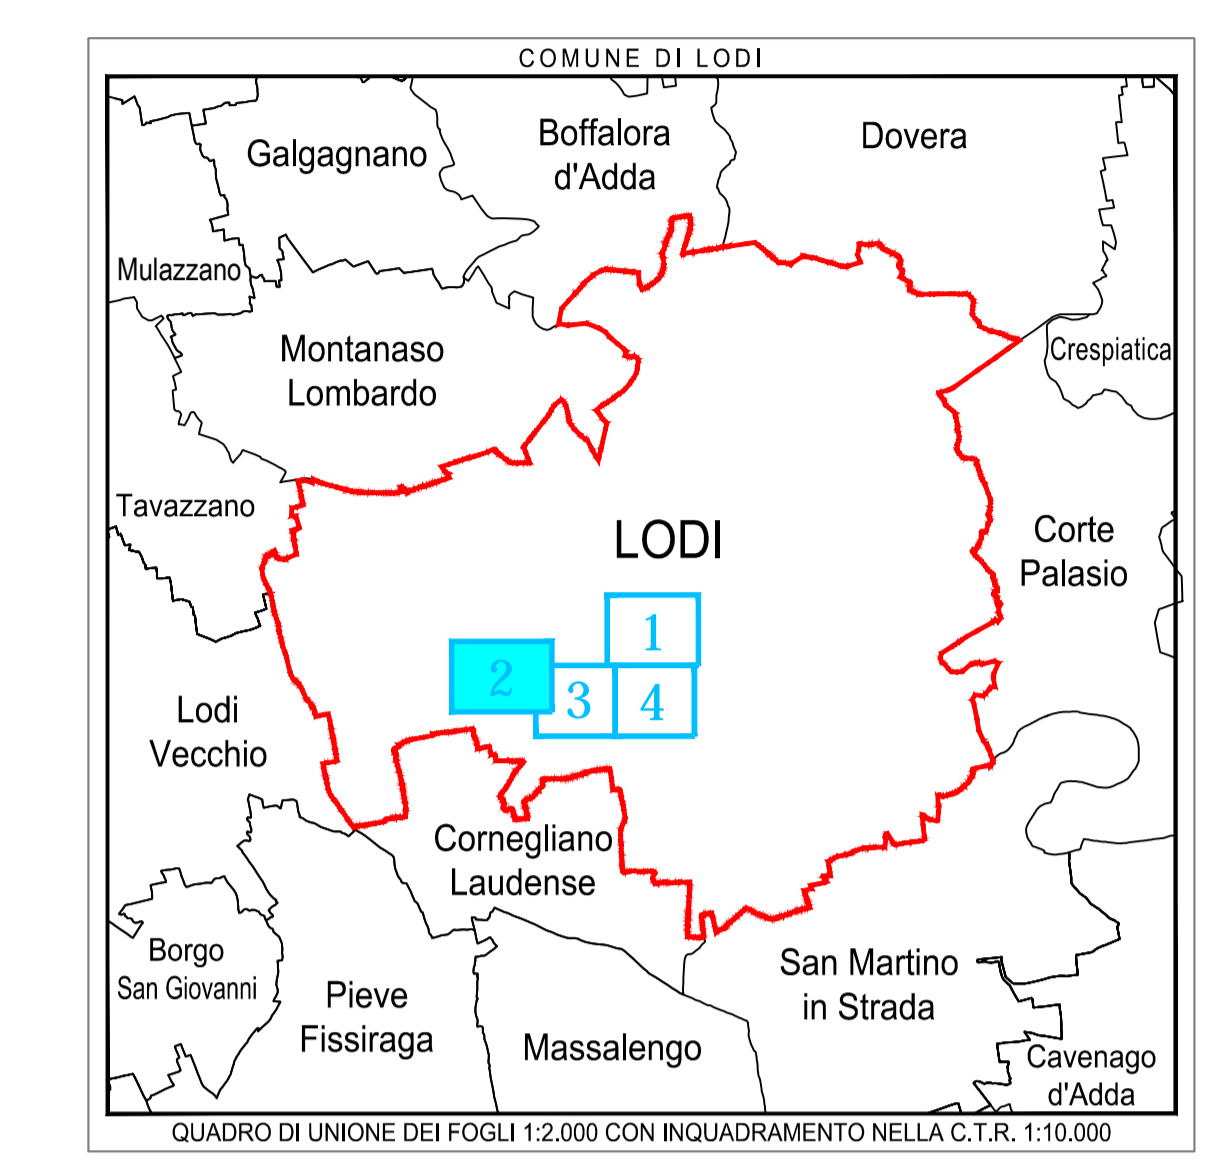 COMUNE DI LODI
Galgagnano
Boffalora
d'Adda
Dovera
Mulazzano
Montanaso
Lombardo
Crespiatica
Tavazzano
LODI
Corte
Palasio
1
2
3
4
Lodi
Vecchio
Cornegliano
Laudense
Borgo
San Giovanni
Pieve
Fissiraga
Massalengo
San Martino
in Strada
Cavenago
d'Adda
QUADRO DI UNIONE DEI FOGLI 1:2.000 CON INQUADRAMENTO NELLA C.T.R. 1:10.000